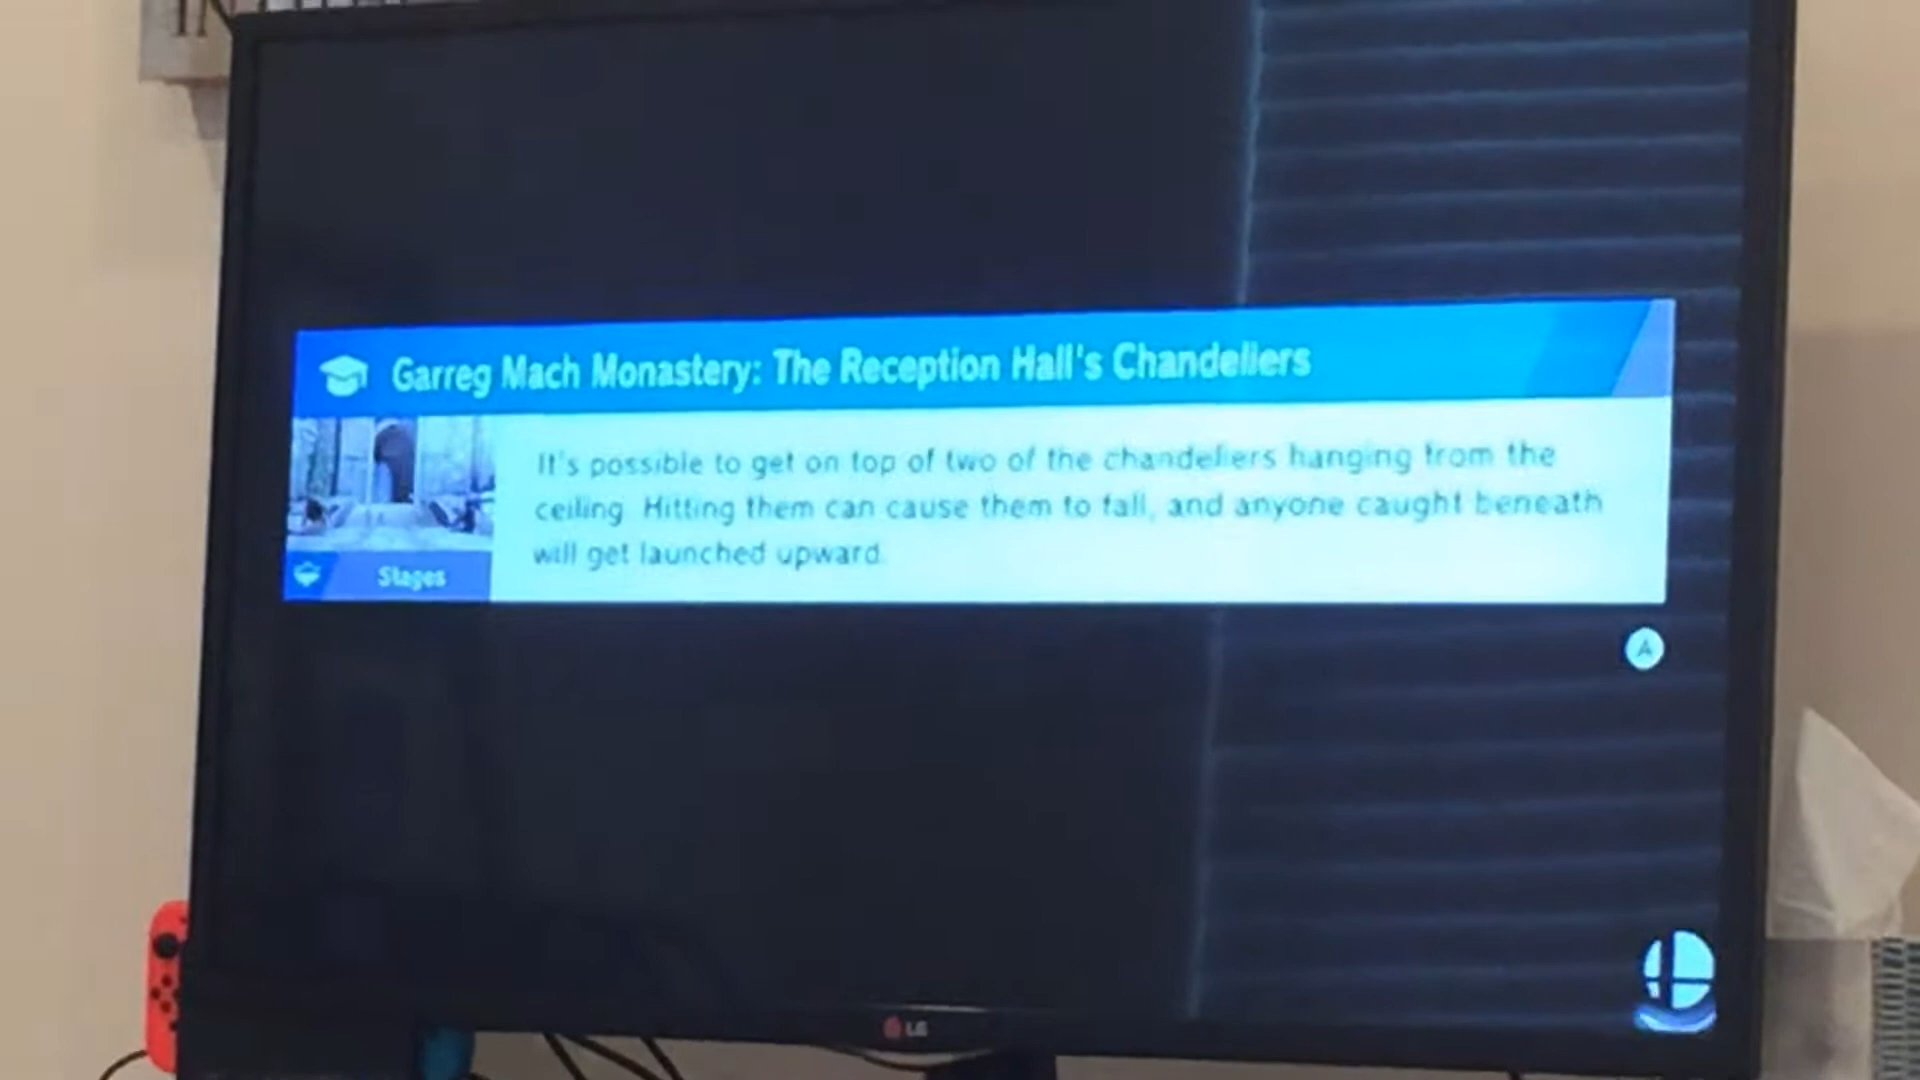 Garreg Mach Monastery: The Reception Hall's Chandeliers
It's possible to get on top of two of the chandeliers hanging from the
ceiling. Hitting them can cause them to fall, and anyone caught beneath
will get launched upward.
Stages
A
LG